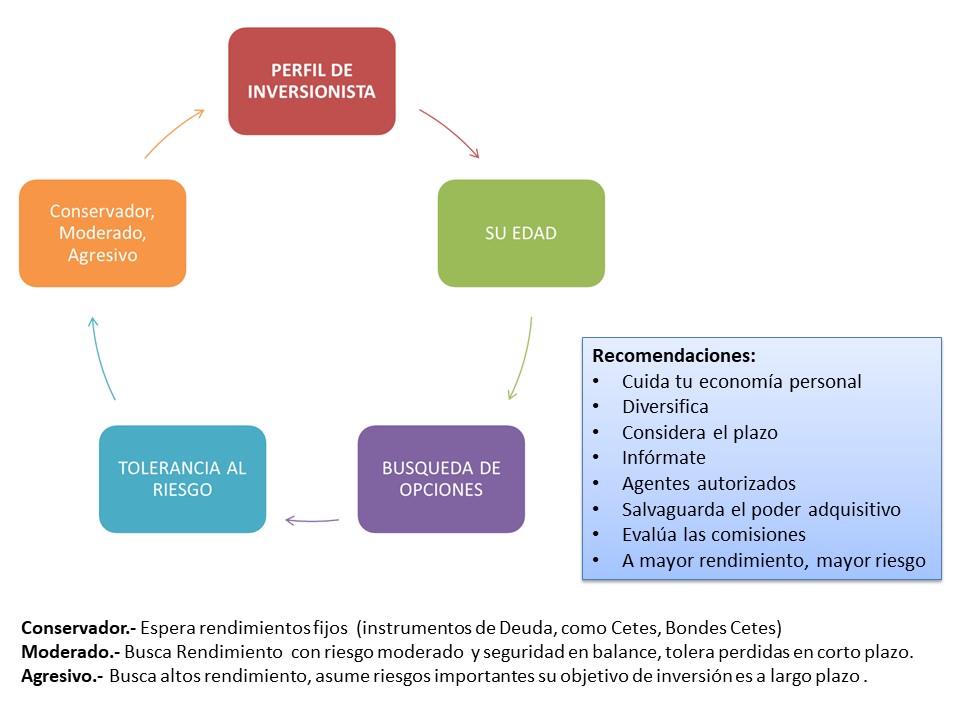 PERFIL DE
INVERSIONISTA
SU EDAD
BUSQUEDA DE
OPCIONES
TOLERANCIA AL
RIESGO
Conservador,
Moderado,
Agresivo
Recomendaciones:
• Cuida tu economía personal
• Diversifica
• Considera el plazo
• Infórmate
• Agentes autorizados
• Salvaguarda el poder adquisitivo
• Evalúa las comisiones
• A mayor rendimiento, mayor riesgo
Conservador.- Espera rendimientos fijos (instrumentos de Deuda, como Cetes, Bondes Cetes)
Moderado.- Busca Rendimiento con riesgo moderado y seguridad en balance, tolera perdidas en corto plazo.
Agresivo.- Busca altos rendimiento, asume riesgos importantes su objetivo de inversión es a largo plazo .